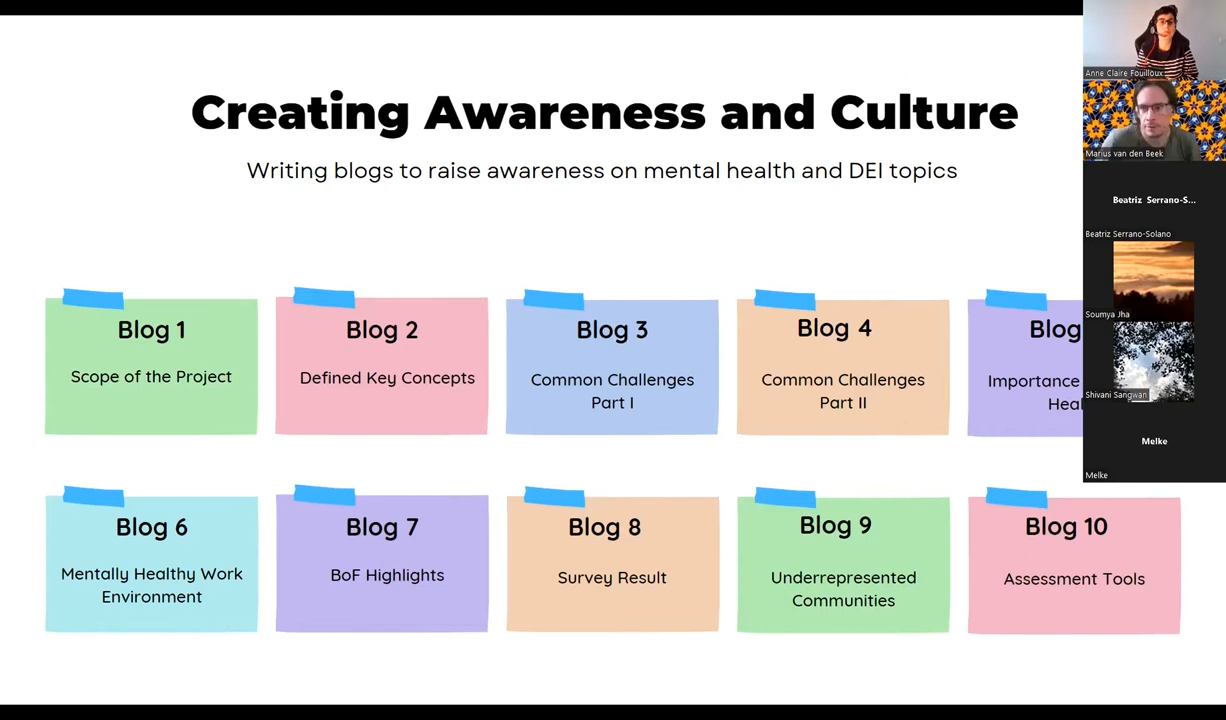 Creating Awareness and Culture
Writing blogs to raise awareness on mental health and DEI topics
Blog 1
Scope of the Project
Blog 2
Defined Key Concepts
Blog 3
Common Challenges
Part I
Blog 4
Common Challenges
Part II
Blog
Importance
Blog 6
Mentally Healthy Work
Environment
Blog 7
BoF Highlights
Blog 8
Survey Result
Blog 9
Underrepresented
Communities
Blog 10
Assessment Tools
Anne Claire Fouilloux
Marius van den Beek
Beatriz Serrano-S...
Beatriz Serrano-Solano
Soumya Jha
Shivani Sangwan
Melke
Melke